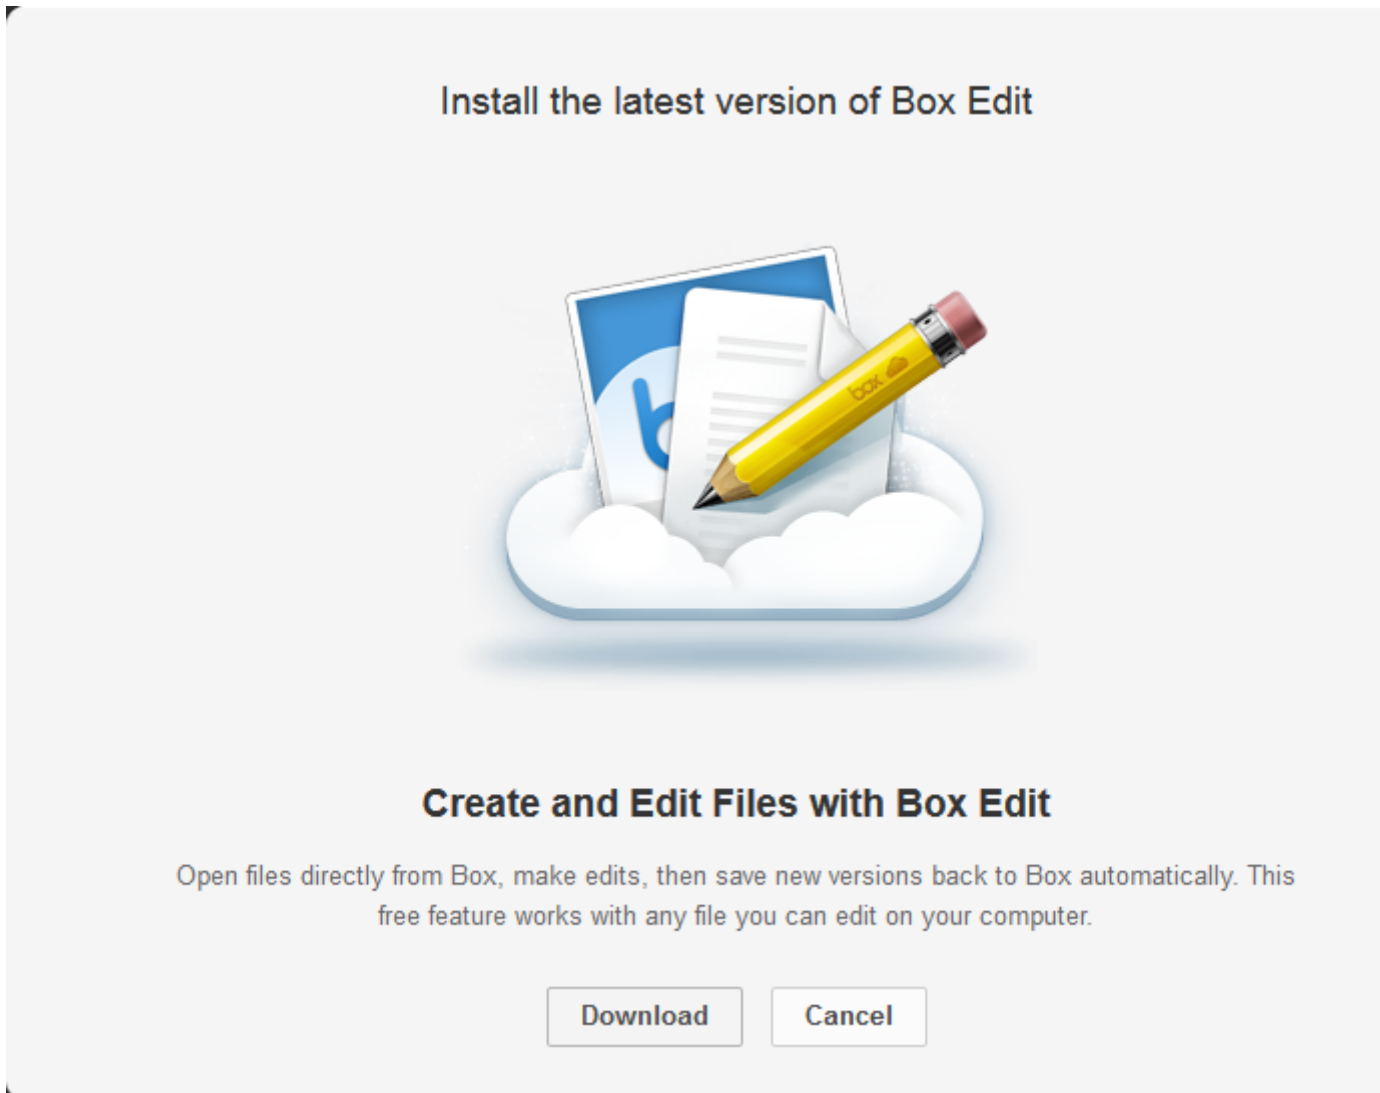 Install the latest version of Box Edit
b
box
Create and Edit Files with Box Edit
Open files directly from Box, make edits, then save new versions back to Box automatically. This
free feature works with any file you can edit on your computer.
Download
Cancel